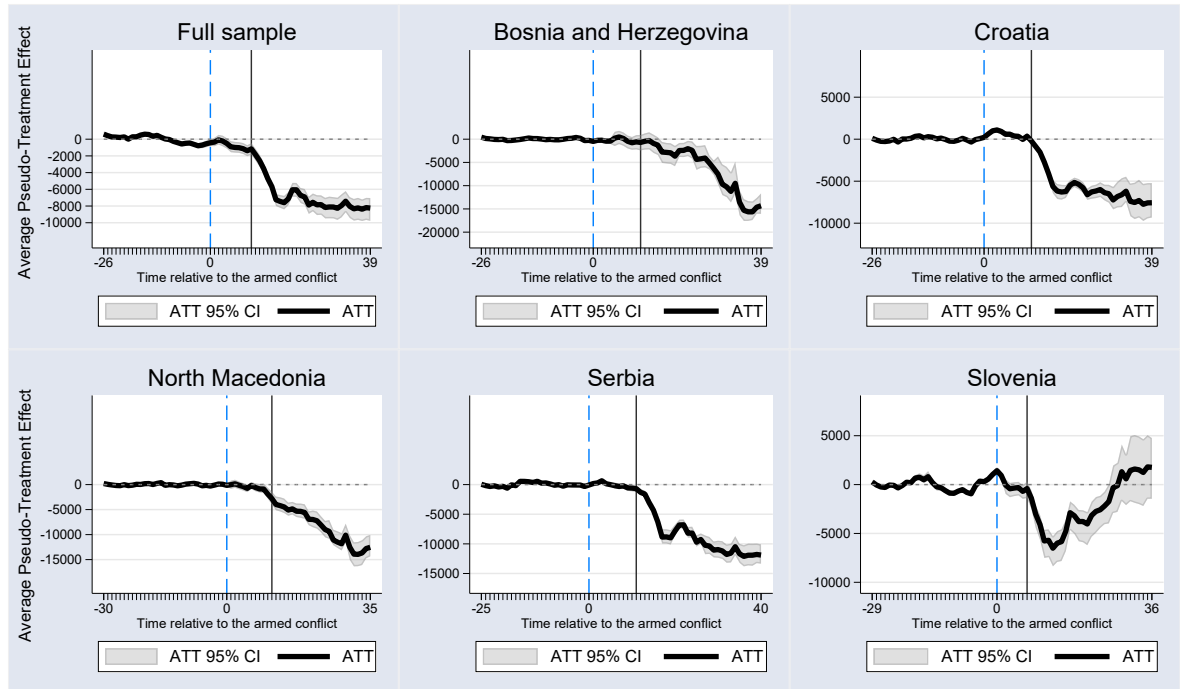 Average Pseudo-Treatment Effect
Full sample
0
-2000
-4000
-6000
-8000
-10000
-26 0 39
Time relative to the armed conflict
ATT 95% CI ATT
Bosnia and Herzegovina
0
-5000
-10000
-15000
-20000
-26 0 39
Time relative to the armed conflict
ATT 95% CI ATT
Croatia
5000
0
-5000
-10000
-26 0 39
Time relative to the armed conflict
ATT 95% CI ATT
Average Pseudo-Treatment Effect
North Macedonia
0
-5000
-10000
-15000
-30 0 35
Time relative to the armed conflict
ATT 95% CI ATT
Serbia
0
-5000
-10000
-15000
-25 0 40
Time relative to the armed conflict
ATT 95% CI ATT
Slovenia
5000
0
-5000
-10000
-29 0 36
Time relative to the armed conflict
ATT 95% CI ATT